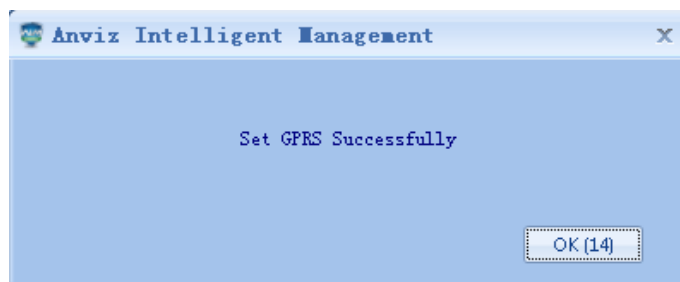 Anviz Intelligent Management
Set GPRS Successfully
OK (14)